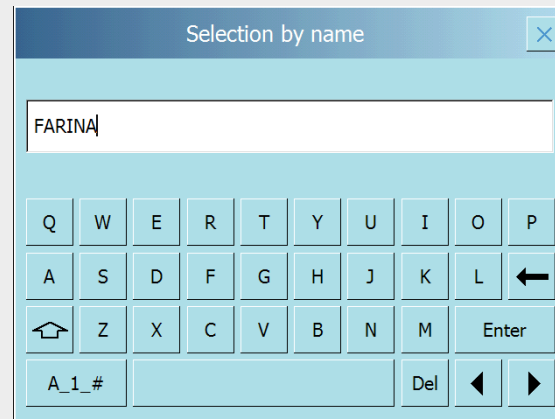 Selection by name
FARINA
Q W E R T Y U I O P
A S D F G H J K L
Z X C V B N M Enter
A_1_# Del